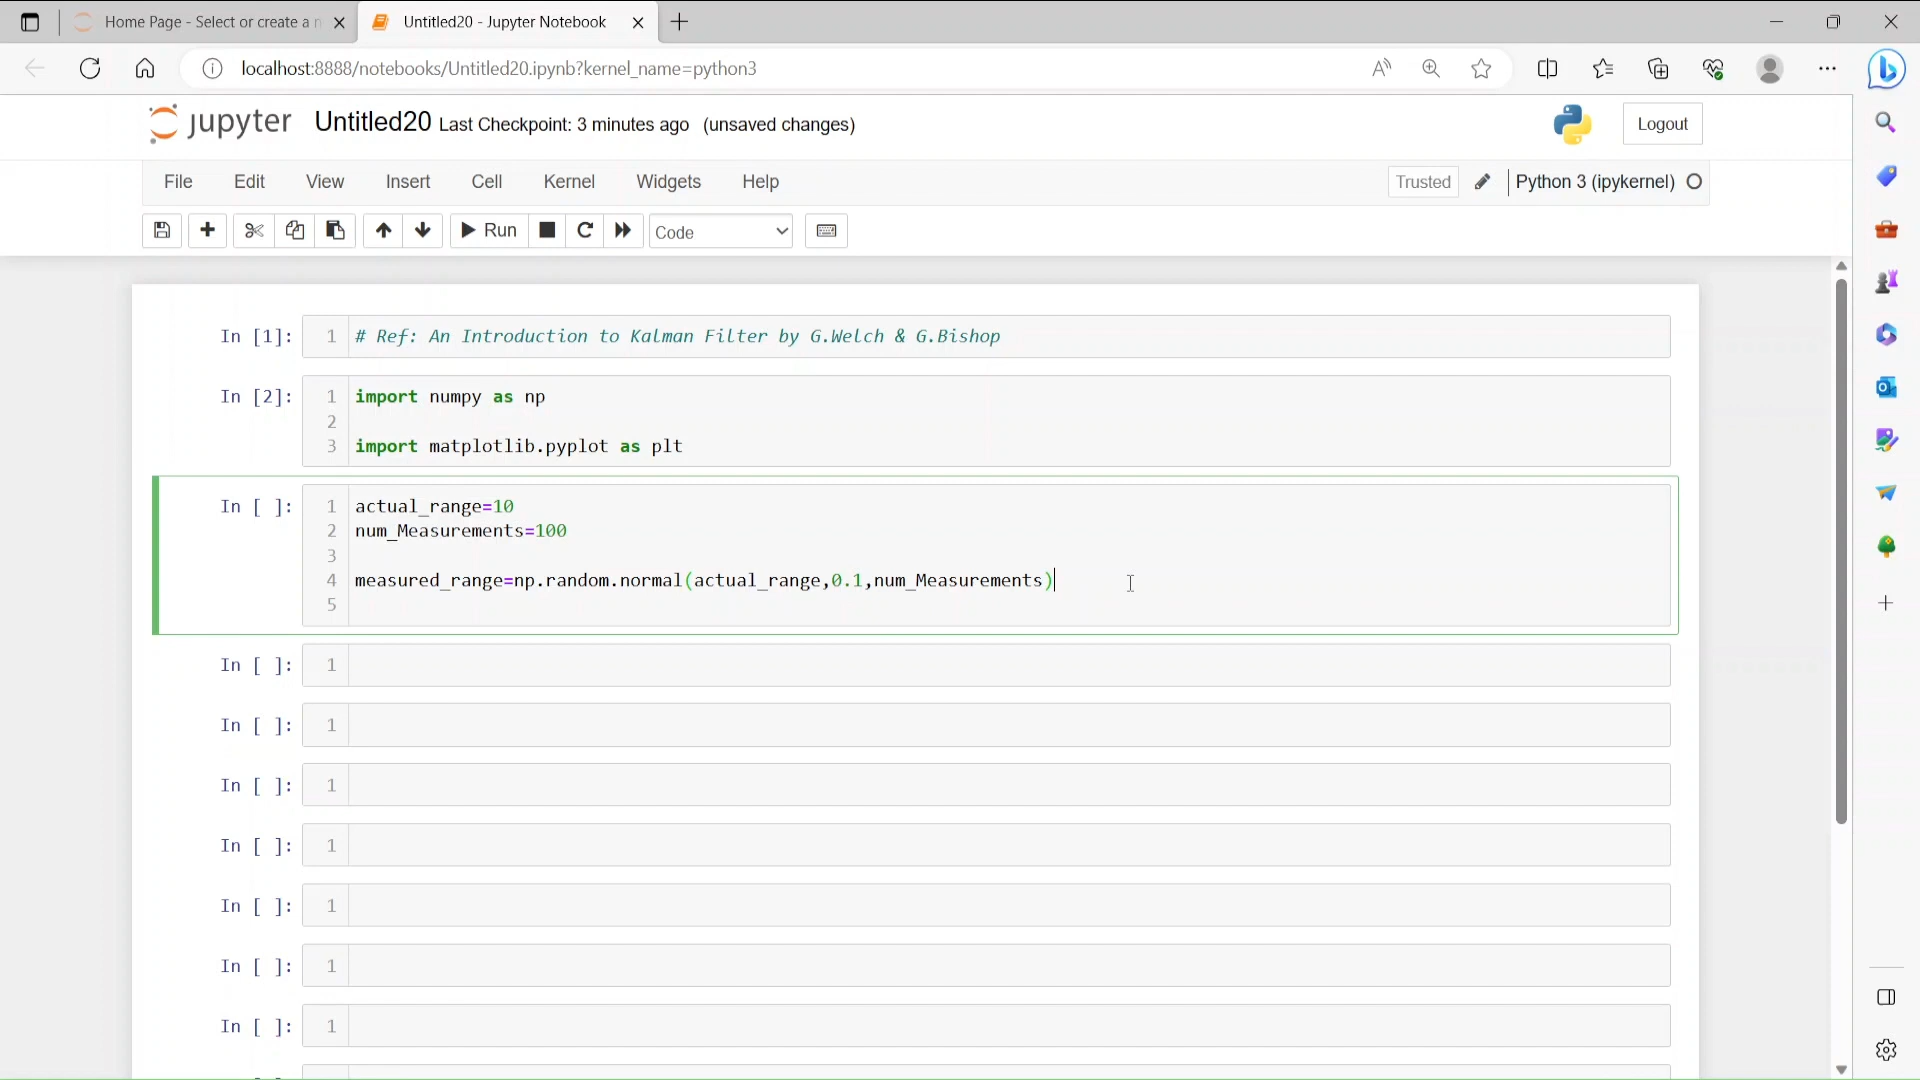 Home Page - Select or create a n
Untitled20 - Jupyter Notebook
localhost:8888/notebooks/Untitled20.ipynb?kernel_name=python3
jupyter Untitled20 Last Checkpoint: 3 minutes ago (unsaved changes)
Logout
File Edit View Insert Cell Kernel Widgets Help
Trusted Python 3 (ipykernel)
Run Code
In [1]: 1 # Ref: An Introduction to Kalman Filter by G.Welch & G.Bishop
In [2]: 1 import numpy as np
2
3 import matplotlib.pyplot as plt
In [ ]: 1 actual_range=10
2 num_Measurements=100
3
4 measured_range=np.random.normal(actual_range,0.1,num_Measurements)
5
In [ ]: 1
In [ ]: 1
In [ ]: 1
In [ ]: 1
In [ ]: 1
In [ ]: 1
In [ ]: 1